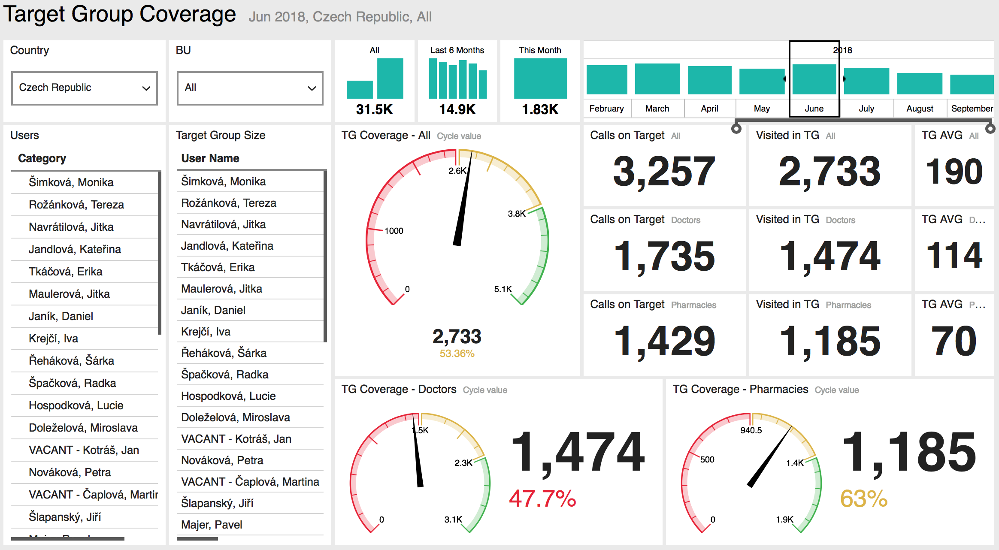 Target Group Coverage Jun 2018, Czech Republic, All
Country
Czech Republic
BU
All
All
31.5K
Last 6 Months
14.9K
This Month
1.83K
2018
February March April May June July August September
Users
Category
Šimková, Monika
Rožánková, Tereza
Navrátilová, Jitka
Jandlová, Kateřina
Tkáčová, Erika
Maulerová, Jitka
Janík, Daniel
Krejčí, Iva
Řeháková, Šárka
Špačková, Radka
Hospodková, Lucie
Doleželová, Miroslava
VACANT - Kotráš, Jan
Nováková, Petra
VACANT - Čaplová, Martin
Šlapanský, Jiří
Target Group Size
User Name
Šimková, Monika
Rožánková, Tereza
Navrátilová, Jitka
Jandlová, Kateřina
Tkáčová, Erika
Maulerová, Jitka
Janík, Daniel
Krejčí, Iva
Řeháková, Šárka
Špačková, Radka
Hospodková, Lucie
Doleželová, Miroslava
VACANT - Kotráš, Jan
Nováková, Petra
VACANT - Čaplová, Martina
Šlapanský, Jiří
Majer, Pavel
TG Coverage - All Cycle value
2.6K
3.8K
1000
0
5.1K
2,733
53.36%
Calls on Target All
3,257
Visited in TG All
2,733
TG AVG All
190
Calls on Target Doctors
1,735
Visited in TG Doctors
1,474
TG AVG D...
114
Calls on Target Pharmacies
1,429
Visited in TG Pharmacies
1,185
TG AVG P...
70
TG Coverage - Doctors Cycle value
1.5K
2.3K
0
3.1K
1,474
47.7%
TG Coverage - Pharmacies Cycle value
940.5
500
1.4K
0
1.9K
1,185
63%